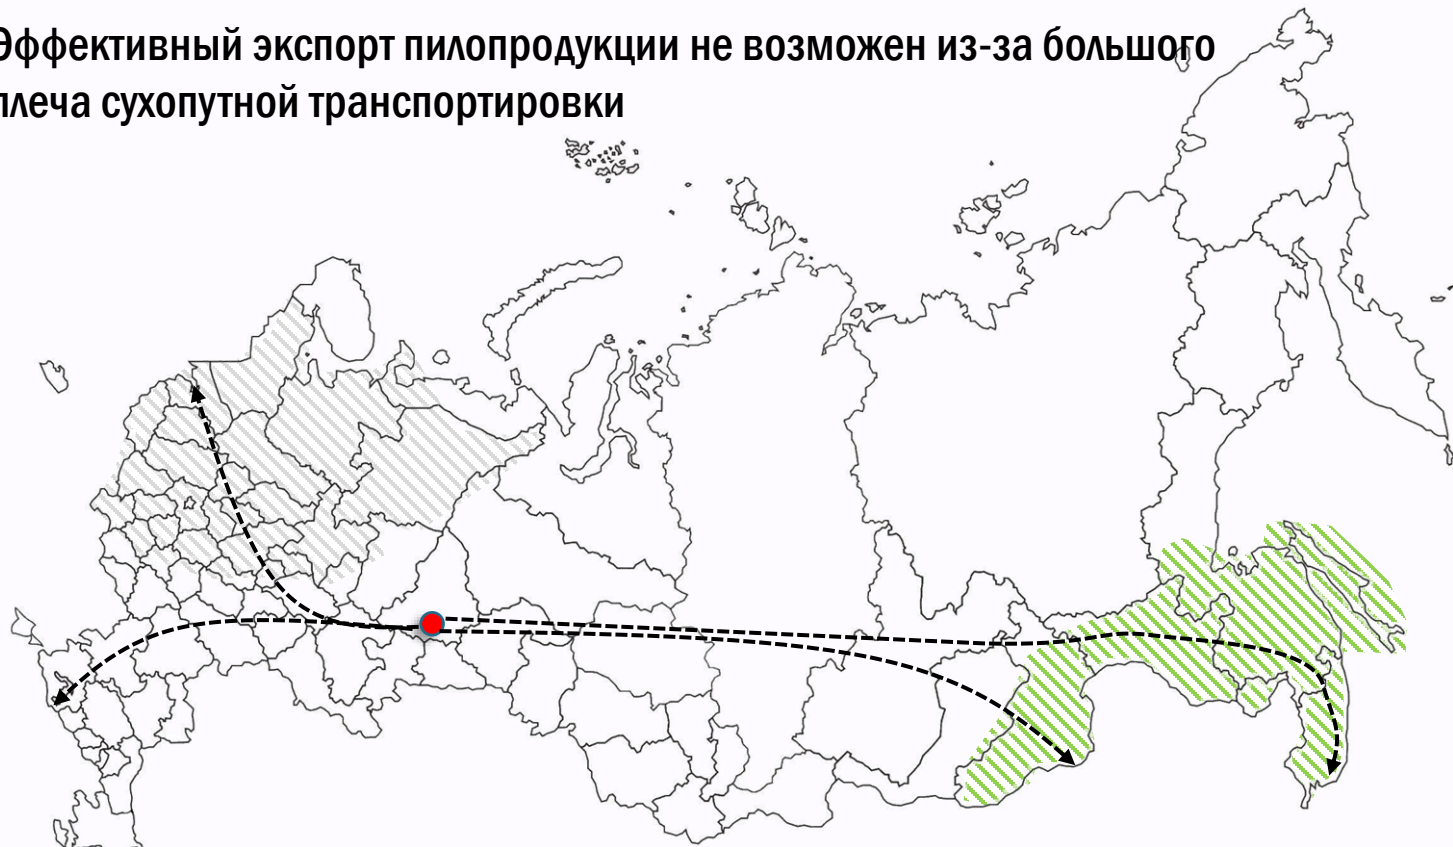 Эффективный экспорт пилопродукции не возможен из-за большого
плеча сухопутной транспортировки